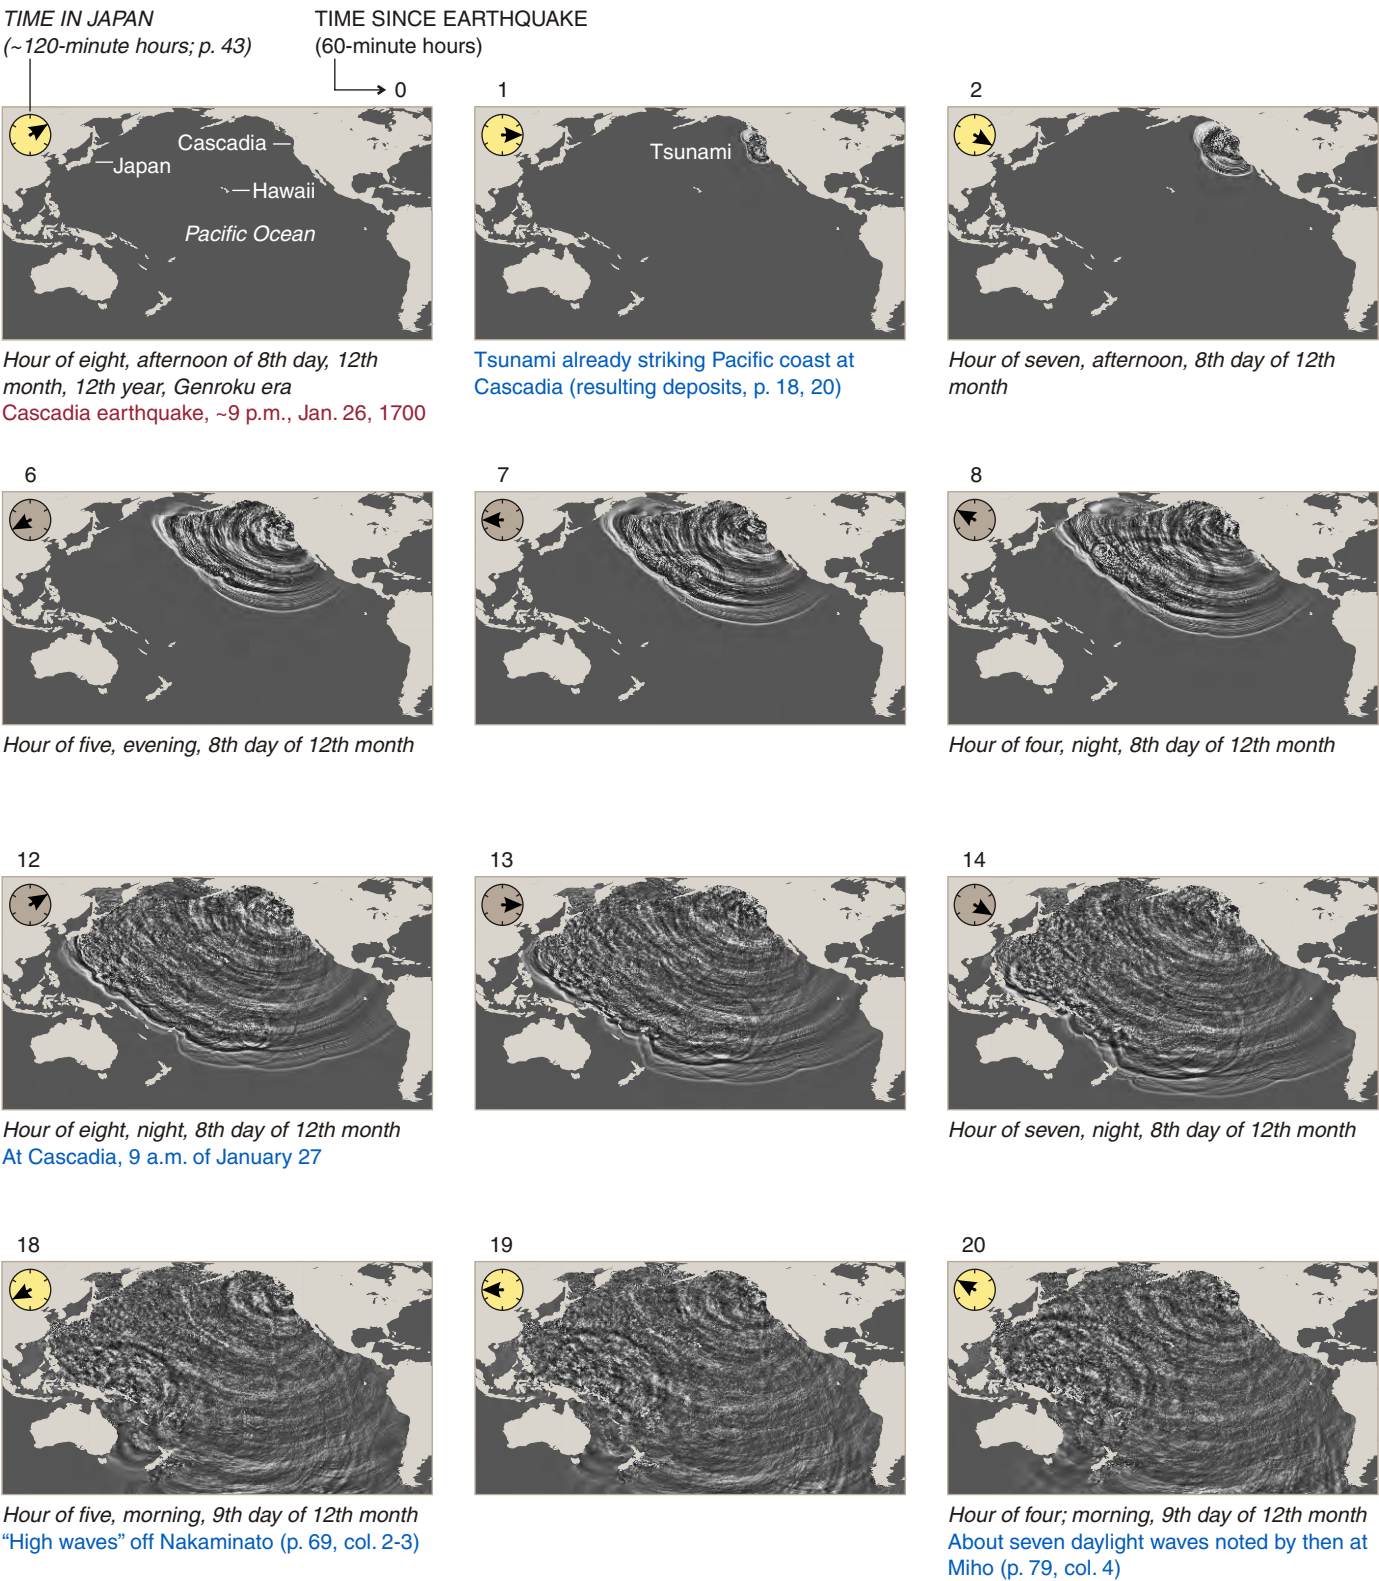 TIME IN JAPAN
(~120-minute hours; p. 43)
TIME SINCE EARTHQUAKE
(60-minute hours)
0
1
2
Cascadia
Japan
Hawaii
Pacific Ocean
Tsunami
Hour of eight, afternoon of 8th day, 12th
month, 12th year, Genroku era
Cascadia earthquake, ~9 p.m., Jan. 26, 1700
Tsunami already striking Pacific coast at
Cascadia (resulting deposits, p. 18, 20)
Hour of seven, afternoon, 8th day of 12th
month
6
7
8
Hour of five, evening, 8th day of 12th month
Hour of four, night, 8th day of 12th month
12
13
14
Hour of eight, night, 8th day of 12th month
At Cascadia, 9 a.m. of January 27
Hour of seven, night, 8th day of 12th month
18
19
20
Hour of five, morning, 9th day of 12th month
“High waves” off Nakaminato (p. 69, col. 2-3)
Hour of four; morning, 9th day of 12th month
About seven daylight waves noted by then at
Miho (p. 79, col. 4)